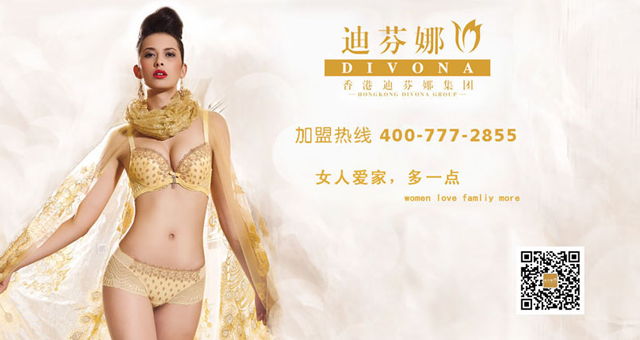 迪芬娜
DIVONA
香港迪芬娜集团
HONGKONG DIVONA GROUP
加盟热线 400-777-2855
女人爱家，多一点
women love famliy more